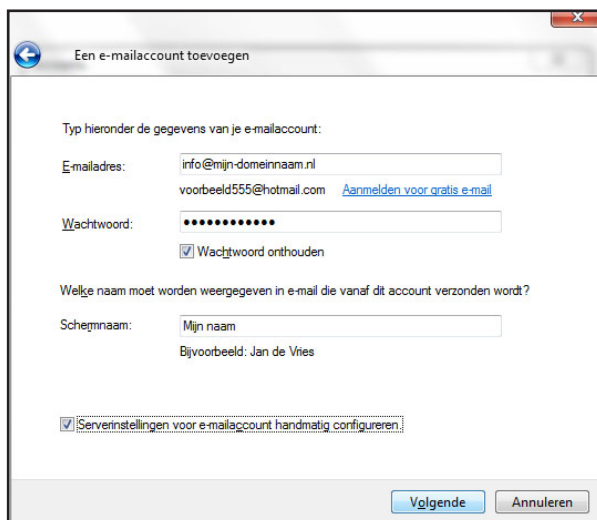 Een e-mailaccount toevoegen
Typ hieronder de gegevens van je e-mailaccount:
E-mailadres: info@mijn-domeinnaam.nl
voorbeeld555@hotmail.com Aanmelden voor gratis e-mail
Wachtwoord: ●●●●●●●●●●●●
Wachtwoord onthouden
Welke naam moet worden weergegeven in e-mail die vanaf dit account verzonden wordt?
Schermnaam: Mijn naam
Bijvoorbeeld: Jan de Vries
Serverinstellingen voor e-mailaccount handmatig configureren.
Volgende Annuleren